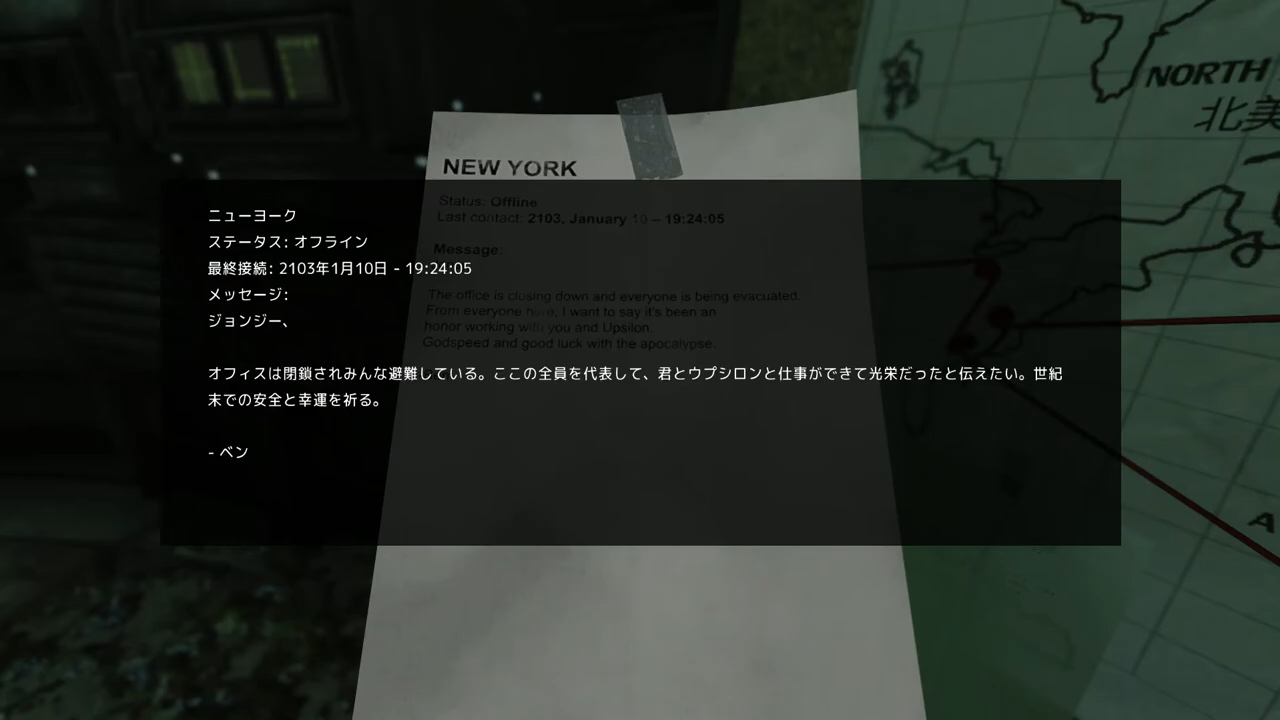 NEW YORK
Status: Offline
Last contact: 2103, January 10 – 19:24:05
Message:
The office is closing down and everyone is being evacuated.
From everyone here, I want to say it's been an
honor working with you and Upsilon.
Godspeed and good luck with the apocalypse.
ニューヨーク
ステータス: オフライン
最終接続: 2103年1月10日 - 19:24:05
メッセージ:
ジョンジー、
オフィスは閉鎖されみんな避難している。ここの全員を代表して、君とウプシロンと仕事ができて光栄だったと伝えたい。世紀
末での安全と幸運を祈る。
- ベン
NORTH
北美
A